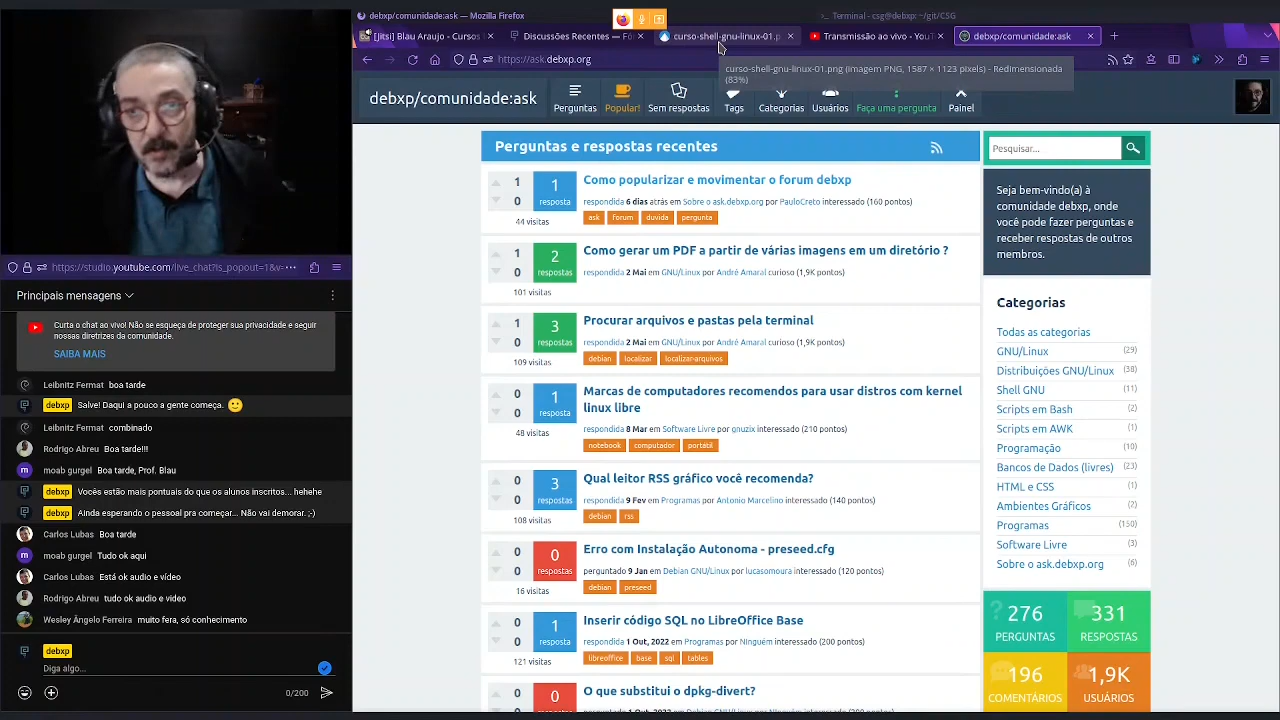 debxp/comunidade:ask — Mozilla Firefox
Terminal - csg@debxp: ~/git/CSG
[Jitsi] Blau Araujo - Cursos
Discussões Recentes — Fó
curso-shell-gnu-linux-01.p
Transmissão ao vivo - YouT
debxp/comunidade:ask
https://ask.debxp.org
curso-shell-gnu-linux-01.png (imagem PNG, 1587 × 1123 pixels) - Redimensionada
(83%)
debxp/comunidade:ask
Perguntas
Popular!
Sem respostas
Tags
Categorias
Usuários
Faça uma pergunta
Painel
Perguntas e respostas recentes
1
0
1
resposta
44 visitas
Como popularizar e movimentar o forum debxp
respondida 6 dias atrás em Sobre o ask.debxp.org por PauloCreto interessado (160 pontos)
ask forum duvida pergunta
1
0
2
respostas
101 visitas
Como gerar um PDF a partir de várias imagens em um diretório ?
respondida 2 Mai em GNU/Linux por André Amaral curioso (1,9K pontos)
1
0
3
respostas
109 visitas
Procurar arquivos e pastas pela terminal
respondida 2 Mai em GNU/Linux por André Amaral curioso (1,9K pontos)
debian localizar localizar-arquivos
0
0
1
resposta
48 visitas
Marcas de computadores recomendos para usar distros com kernel
linux libre
respondida 8 Mar em Software Livre por gnuzix interessado (210 pontos)
notebook computador portátil
0
0
3
respostas
108 visitas
Qual leitor RSS gráfico você recomenda?
respondida 9 Fev em Programas por Antonio Marcelino interessado (140 pontos)
debian rss
0
0
0
respostas
16 visitas
Erro com Instalação Autonoma - preseed.cfg
perguntado 9 Jan em Debian GNU/Linux por lucasomoura interessado (120 pontos)
debian preseed
0
0
1
resposta
121 visitas
Inserir código SQL no LibreOffice Base
respondida 1 Out, 2022 em Programas por NInguém interessado (200 pontos)
libreoffice base sql tables
0
0
O que substitui o dpkg-divert?
Pesquisar...
Seja bem-vindo(a) à
comunidade debxp, onde
você pode fazer perguntas e
receber respostas de outros
membros.
Categorias
Todas as categorias
GNU/Linux (29)
Distribuições GNU/Linux (38)
Shell GNU (11)
Scripts em Bash (2)
Scripts em AWK (1)
Programação (10)
Bancos de Dados (livres) (23)
HTML e CSS (1)
Ambientes Gráficos (2)
Programas (150)
Software Livre (3)
Sobre o ask.debxp.org (6)
276
PERGUNTAS
331
RESPOSTAS
196
COMENTÁRIOS
1,9K
USUÁRIOS
https://studio.youtube.com/live_chat?is_popout=1&v=
Principais mensagens
Curta o chat ao vivo! Não se esqueça de proteger sua privacidade e seguir
nossas diretrizes da comunidade.
SAIBA MAIS
Leibnitz Fermat boa tarde
debxp Salve! Daqui a pouco a gente começa.
Leibnitz Fermat combinado
Rodrigo Abreu Boa tarde!!!
moab gurgel Boa tarde, Prof. Blau
debxp Vocês estão mais pontuais do que os alunos inscritos... hehehe
debxp Ainda esperando o pessoal pra começar... Não vai demorar. ;-)
Carlos Lubas Boa tarde
moab gurgel Tudo ok aqui
Carlos Lubas Está ok audio e vídeo
Rodrigo Abreu tudo ok audio e video
Wesley Ângelo Ferreira muito fera, só conhecimento
debxp
Diga algo...
0/200